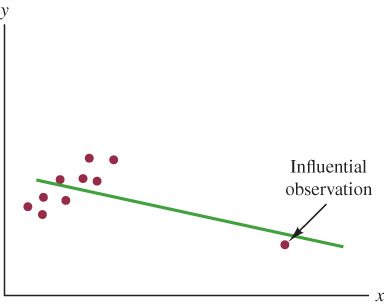 y
Influential
observation
x